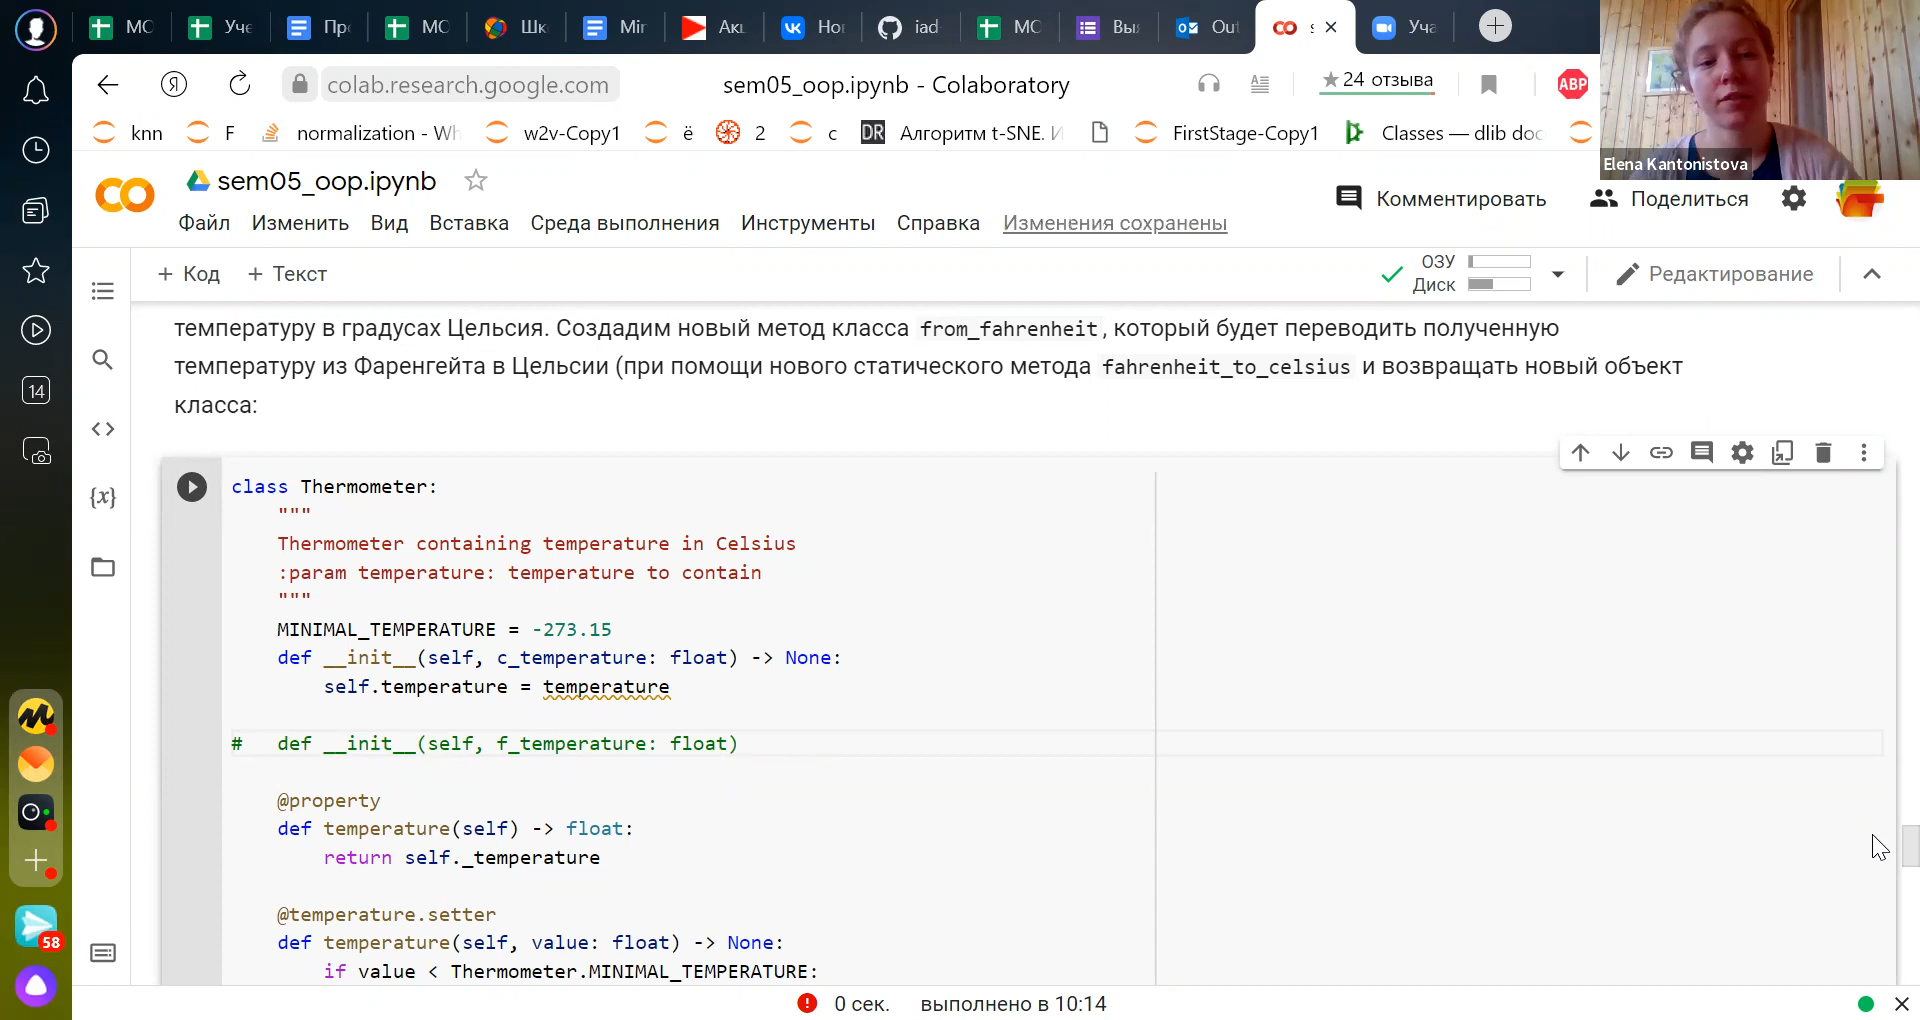 МС
Уче
Прс
МС
Шк
Mir
Акц
Но
iad-
МС
Выя
Out
Уча
colab.research.google.com
sem05_oop.ipynb - Colaboratory
★24 отзыва
ABP
knn
F
normalization - Wh
w2v-Copy1
ё
2
c
DR
Алгоритм t-SNE.
FirstStage-Copy1
Classes — dlib doc
Elena Kantonistova
sem05_oop.ipynb
Комментировать
Поделиться
Файл Изменить Вид Вставка Среда выполнения Инструменты Справка Изменения сохранены
+ Код + Текст
ОЗУ
Диск
Редактирование
14
температуру в градусах Цельсия. Создадим новый метод класса from_fahrenheit, который будет переводить полученную
температуру из Фаренгейта в Цельсии (при помощи нового статического метода fahrenheit_to_celsius и возвращать новый объект
класса:
class Thermometer:
"""
Thermometer containing temperature in Celsius
:param temperature: temperature to contain
"""
MINIMAL_TEMPERATURE = -273.15
def __init__(self, c_temperature: float) -> None:
self.temperature = temperature
# def __init__(self, f_temperature: float)
@property
def temperature(self) -> float:
return self._temperature
@temperature.setter
def temperature(self, value: float) -> None:
if value < Thermometer.MINIMAL_TEMPERATURE:
58
0 сек. выполнено в 10:14